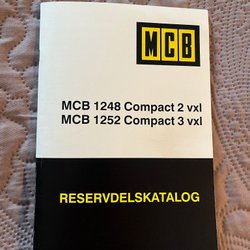 MCB
MCB 1248 Compact 2 vxl
MCB 1252 Compact 3 vxl
RESERVDELSKATALOG